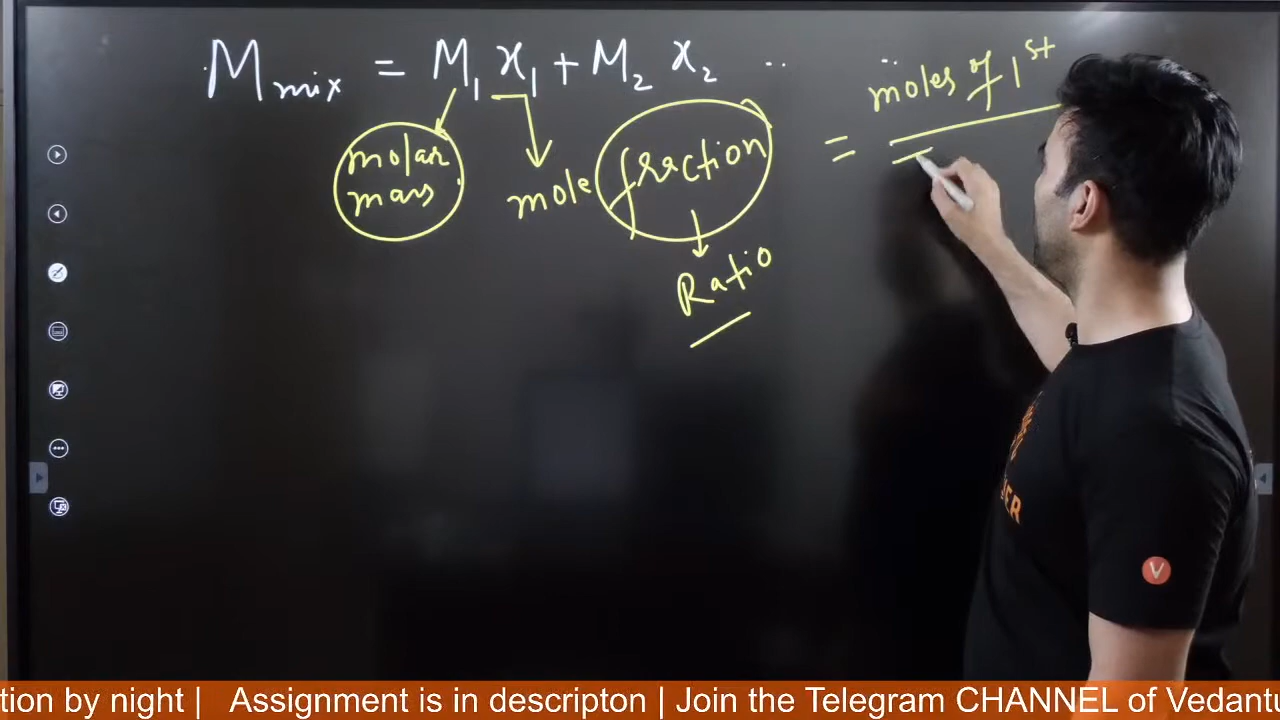 M mix = M₁ x₁ + M₂ x₂ .. ..
molar mass
mole fraction
Ratio
= moles of 1st
T
V
tion by night | Assignment is in descripton | Join the Telegram CHANNEL of Vedantu